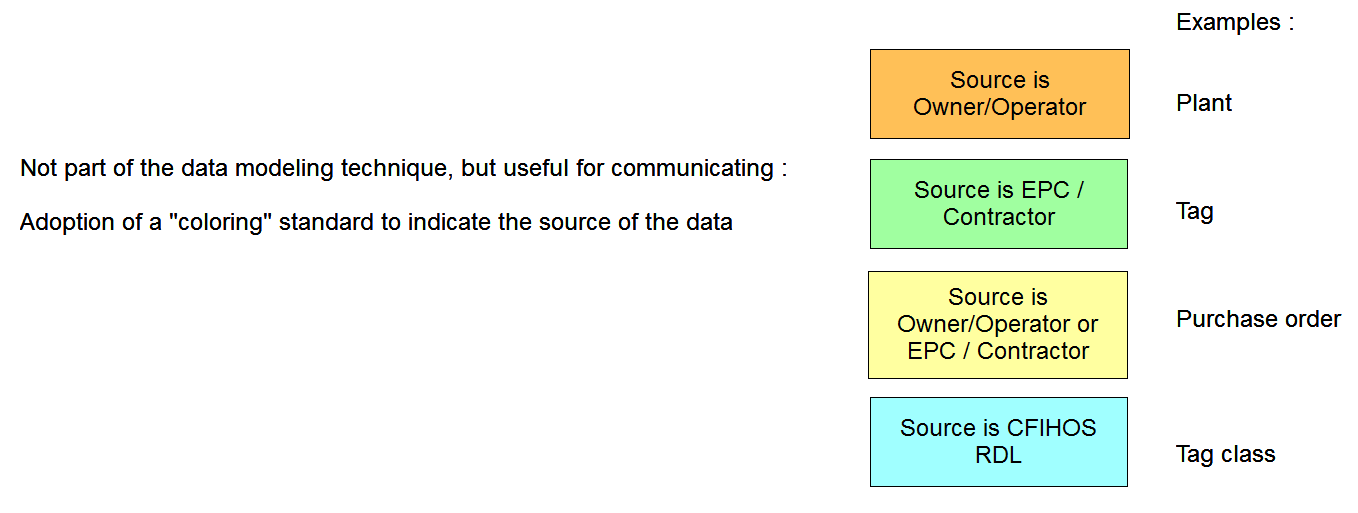 Examples :
Source is
Owner/Operator
Plant
Not part of the data modeling technique, but useful for communicating :
Adoption of a "coloring" standard to indicate the source of the data
Source is EPC /
Contractor
Tag
Source is
Owner/Operator or
EPC / Contractor
Purchase order
Source is CFIHOS
RDL
Tag class